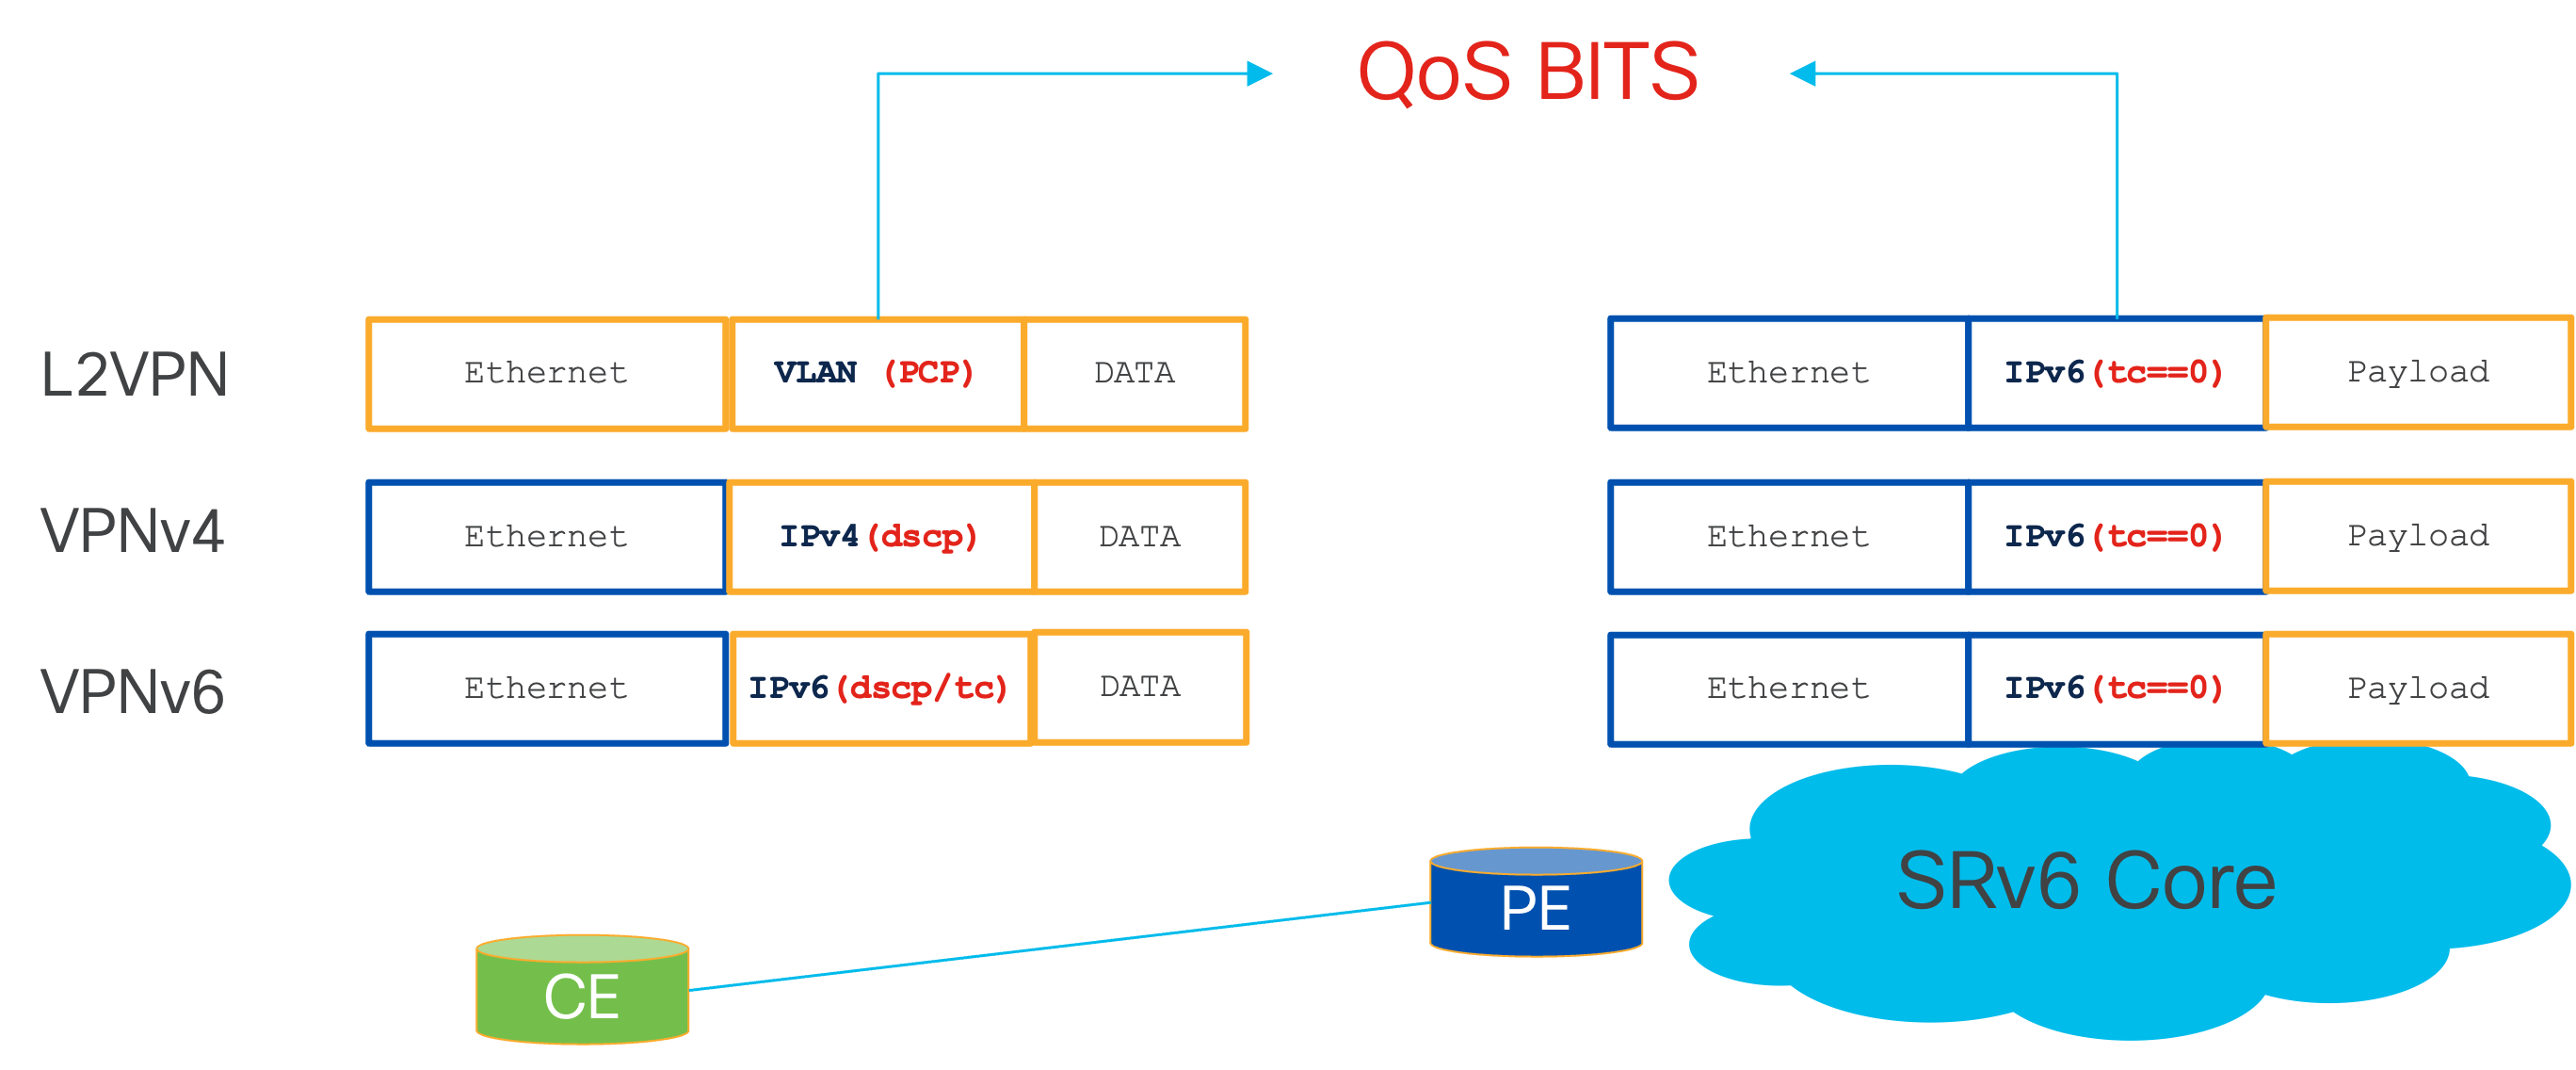 QoS BITS
L2VPN
Ethernet
VLAN (PCP)
DATA
Ethernet
IPv6(tc==0)
Payload
VPNv4
Ethernet
IPv4(dscp)
DATA
Ethernet
IPv6(tc==0)
Payload
VPNv6
Ethernet
IPv6(dscp/tc)
DATA
Ethernet
IPv6(tc==0)
Payload
SRv6 Core
PE
CE